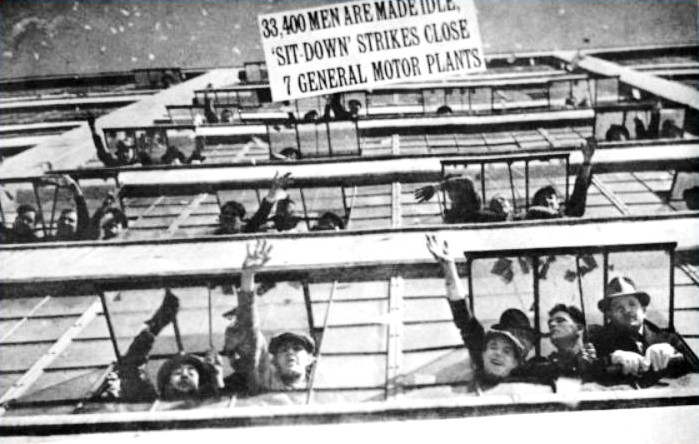 33,400 MEN ARE MADE IDLE,
'SIT-DOWN' STRIKES CLOSE
7 GENERAL MOTOR PLANTS